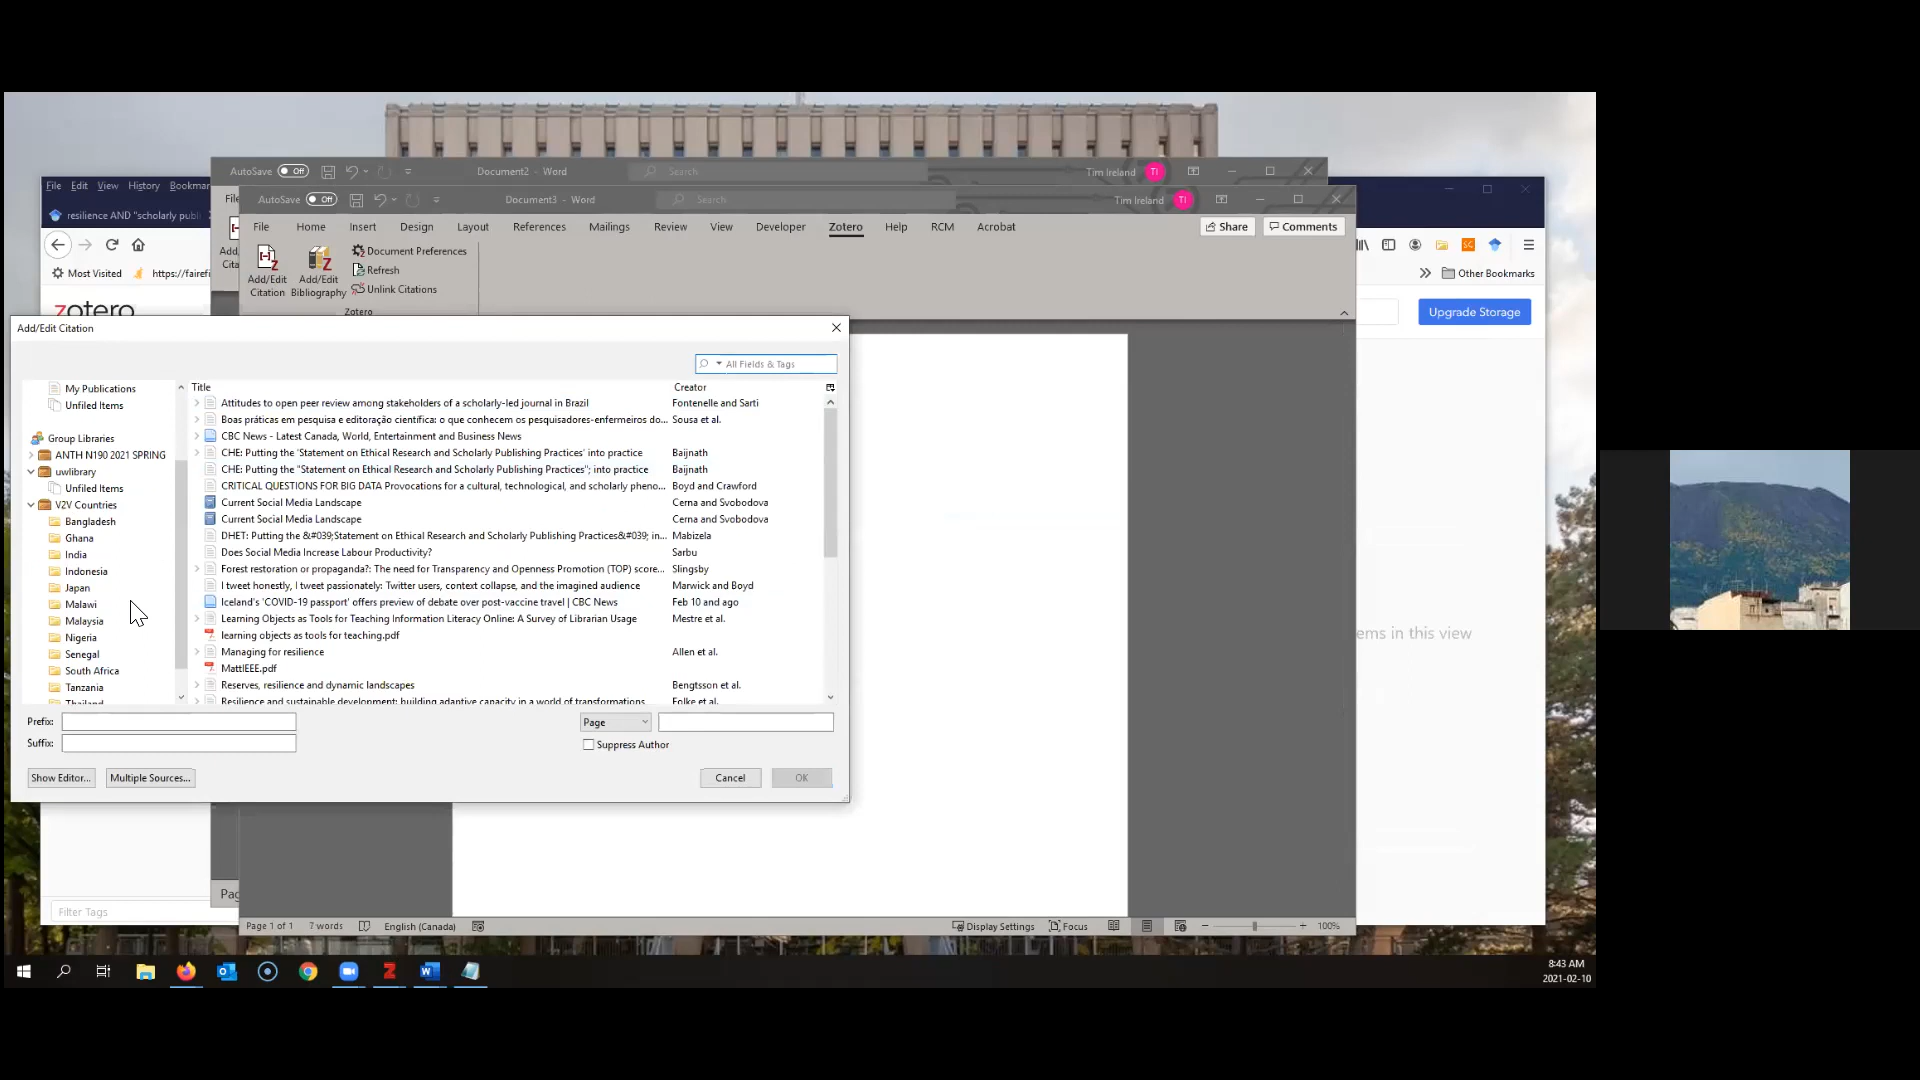 AutoSave Off Document2 - Word Search Tim Ireland TI
File Edit View History Bookmar
AutoSave Off Document3 - Word Search Tim Ireland TI
resilience AND "scholarly publ
File Home Insert Design Layout References Mailings Review View Developer Zotero Help RCM Acrobat Share Comments
Add/Edit Citation
Add/Edit Bibliography
Document Preferences
Refresh
Unlink Citations
Zotero
Most Visited https://fairefi
Other Bookmarks
zotero
Upgrade Storage
Add/Edit Citation
All Fields & Tags
My Publications
Unfiled Items
Group Libraries
ANTH N190 2021 SPRING
uwlibrary
Unfiled Items
V2V Countries
Bangladesh
Ghana
India
Indonesia
Japan
Malawi
Malaysia
Nigeria
Senegal
South Africa
Tanzania
Thailand
Title Creator
Attitudes to open peer review among stakeholders of a scholarly-led journal in Brazil Fontenelle and Sarti
Boas práticas em pesquisa e editoração científica: o que conhecem os pesquisadores-enfermeiros do... Sousa et al.
CBC News - Latest Canada, World, Entertainment and Business News
CHE: Putting the 'Statement on Ethical Research and Scholarly Publishing Practices' into practice Baijnath
CHE: Putting the "Statement on Ethical Research and Scholarly Publishing Practices"; into practice Baijnath
CRITICAL QUESTIONS FOR BIG DATA Provocations for a cultural, technological, and scholarly pheno... Boyd and Crawford
Current Social Media Landscape Cerna and Svobodova
Current Social Media Landscape Cerna and Svobodova
DHET: Putting the &#039;Statement on Ethical Research and Scholarly Publishing Practices&#039; in... Mabizela
Does Social Media Increase Labour Productivity? Sarbu
Forest restoration or propaganda?: The need for Transparency and Openness Promotion (TOP) score... Slingsby
I tweet honestly, I tweet passionately: Twitter users, context collapse, and the imagined audience Marwick and Boyd
Iceland's 'COVID-19 passport' offers preview of debate over post-vaccine travel | CBC News Feb 10 and ago
Learning Objects as Tools for Teaching Information Literacy Online: A Survey of Librarian Usage Mestre et al.
learning objects as tools for teaching.pdf
Managing for resilience Allen et al.
MattIEEE.pdf
Reserves, resilience and dynamic landscapes Bengtsson et al.
Resilience and sustainable development: building adaptive capacity in a world of transformations Folke et al.
Prefix:
Suffix:
Page
Suppress Author
Show Editor... Multiple Sources... Cancel OK
ems in this view
Pag
Filter Tags
Page 1 of 1 7 words English (Canada) Display Settings Focus 100%
8:43 AM
2021-02-10